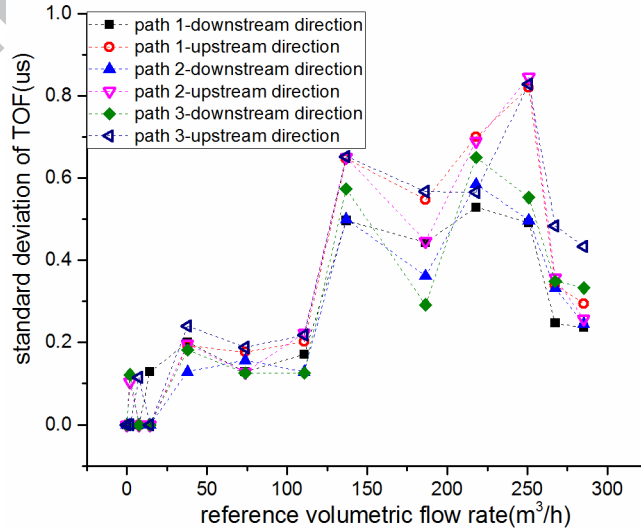 path 1-downstream direction
path 1-upstream direction
path 2-downstream direction
path 2-upstream direction
path 3-downstream direction
path 3-upstream direction
standard deviation of TOF(us)
1.0
0.8
0.6
0.4
0.2
0.0
0 50 100 150 200 250 300
reference volumetric flow rate(m³/h)